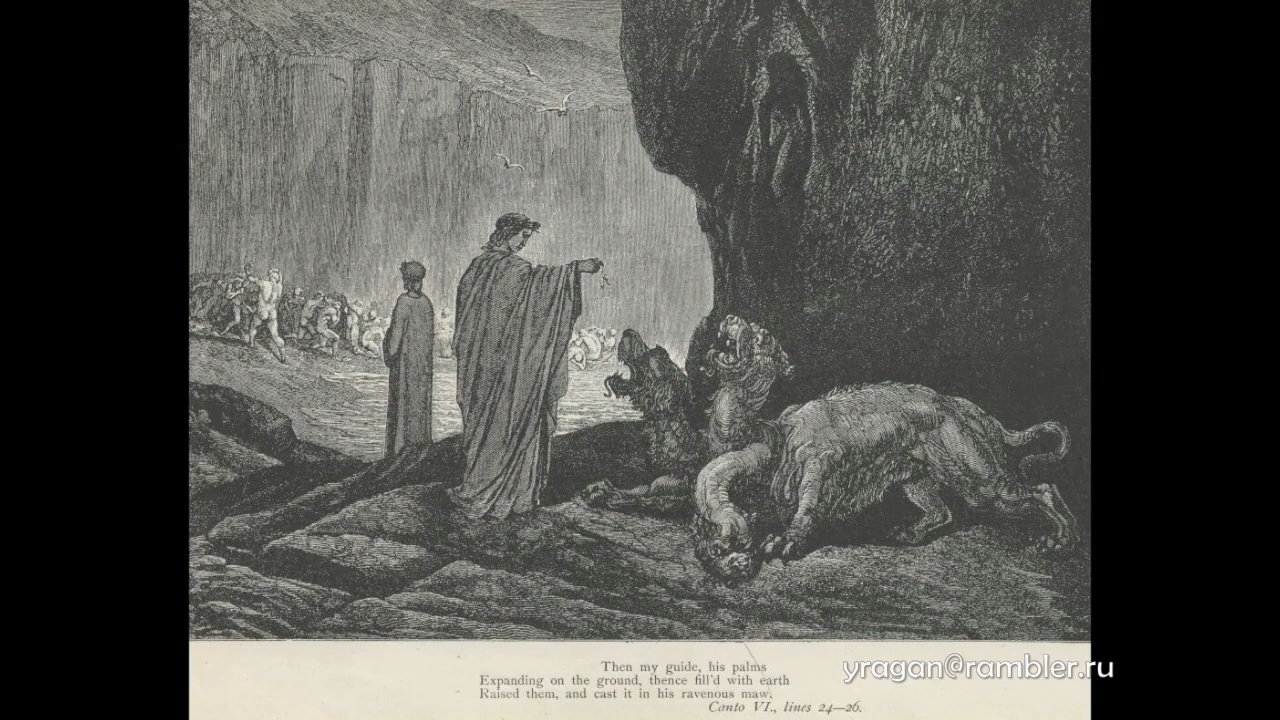 Then my guide, his palms
Expanding on the ground, thence fill'd with earth
Raised them, and cast it in his ravenous maw.
Canto VI., lines 24—26.
yragan@rambler.ru